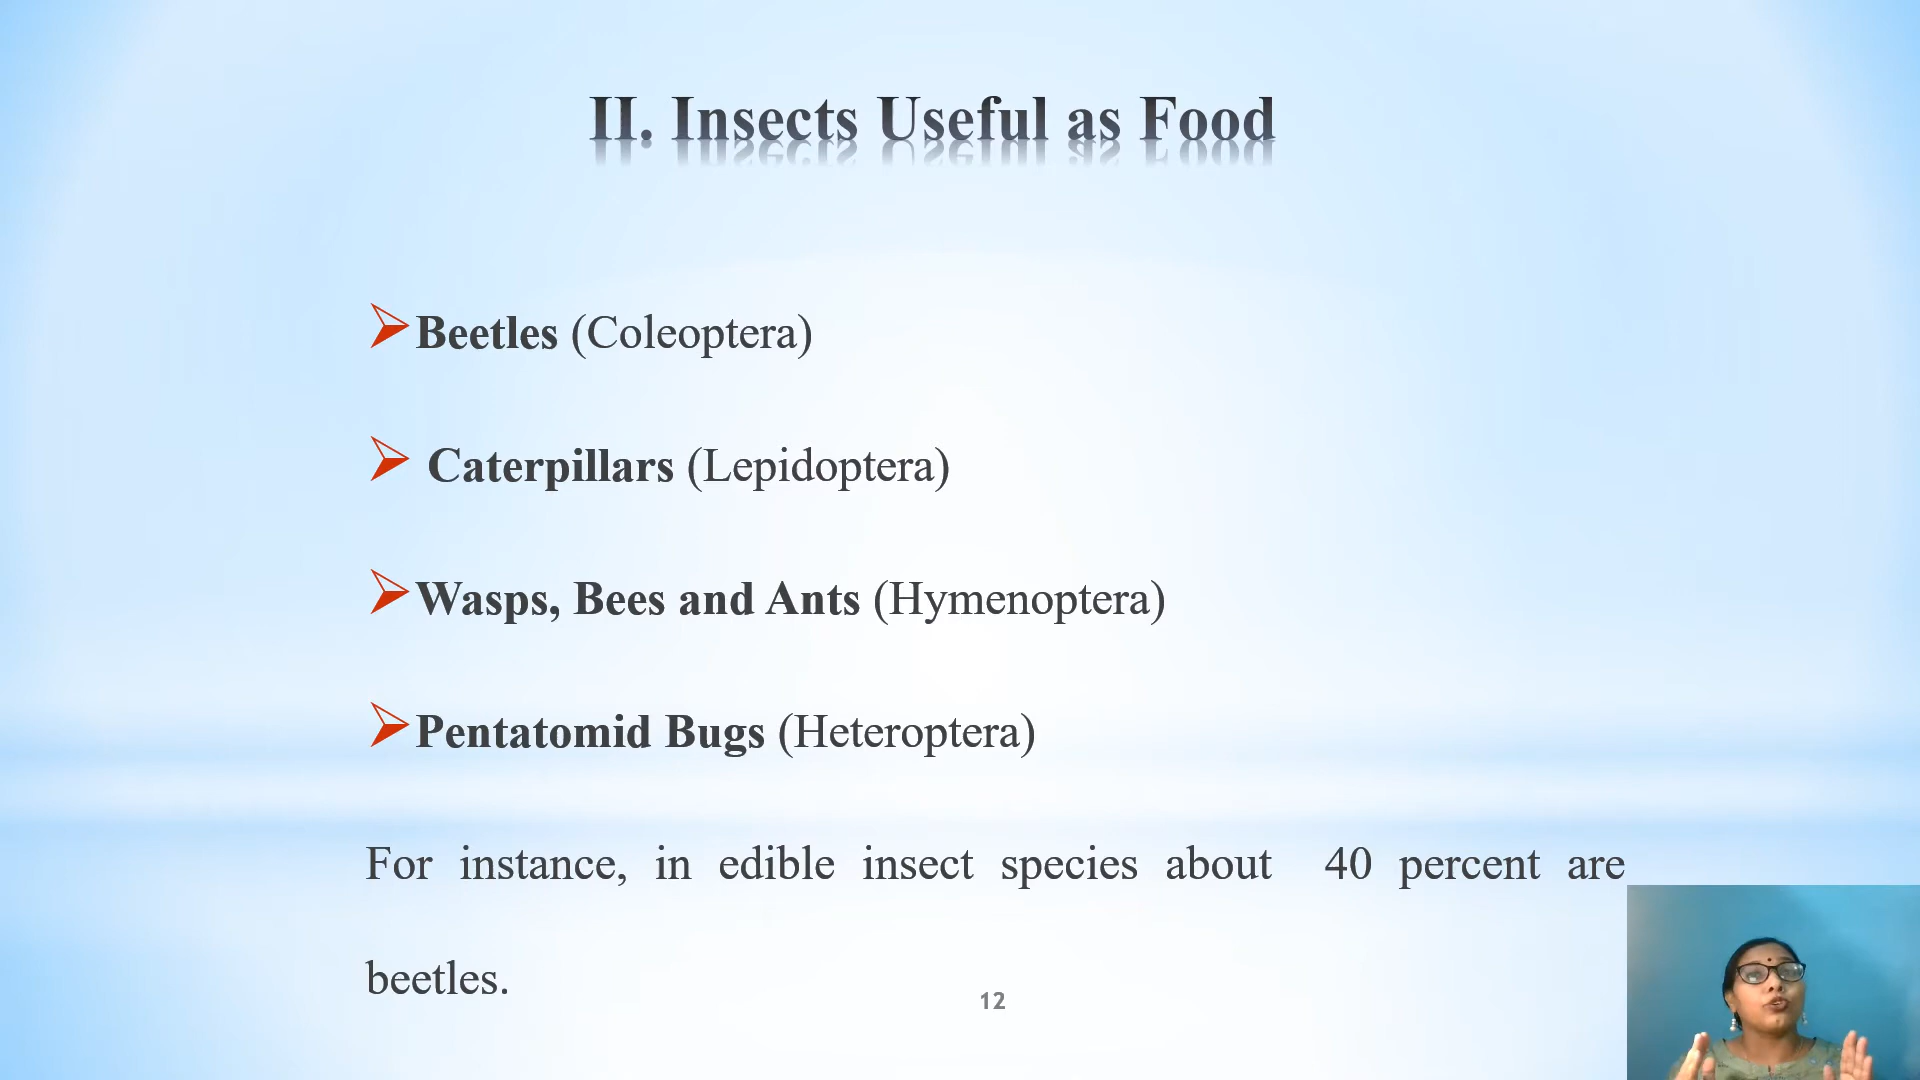 II. Insects Useful as Food
Beetles (Coleoptera)
Caterpillars (Lepidoptera)
Wasps, Bees and Ants (Hymenoptera)
Pentatomid Bugs (Heteroptera)
For instance, in edible insect species about 40 percent are
beetles.
12